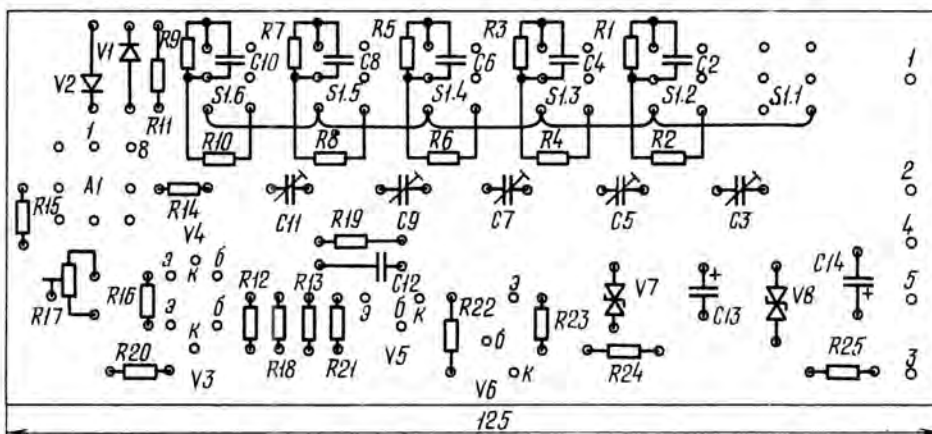 R9 R7 R5 R3 R1
V1 C10 C8 C6 C4 C2 1
V2 S1.6 S1.5 S1.4 S1.3 S1.2 S1.1
R11
1 8 R10 R8 R6 R4 R2
A1 2
R15 R14 C11 C9 C7 C5 C3
V4 R19 4
э к б R12 R13 C12 э V7 C14 +
R16 + 5
R17 э б э б к R22 R23 C13 V8 +
к б
R20 R18 R21 V5 R24 R25 3
V3 V6 к
125